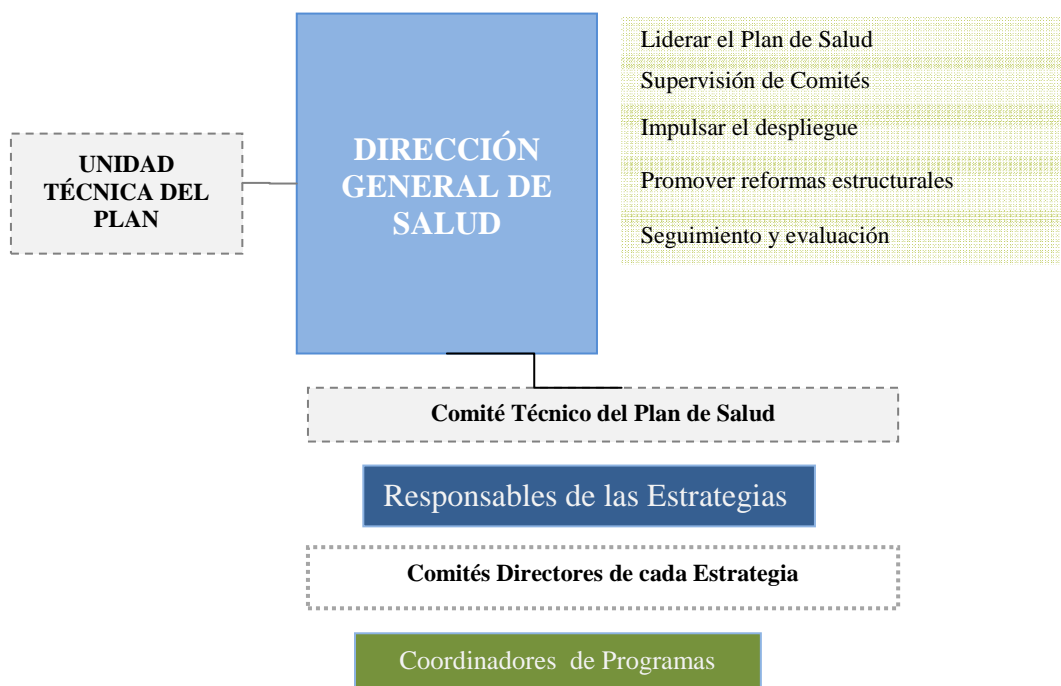 UNIDAD
TÉCNICA DEL
PLAN
DIRECCIÓN
GENERAL DE
SALUD
Liderar el Plan de Salud
Supervisión de Comités
Impulsar el despliegue
Promover reformas estructurales
Seguimiento y evaluación
Comité Técnico del Plan de Salud
Responsables de las Estrategias
Comités Directores de cada Estrategia
Coordinadores de Programas